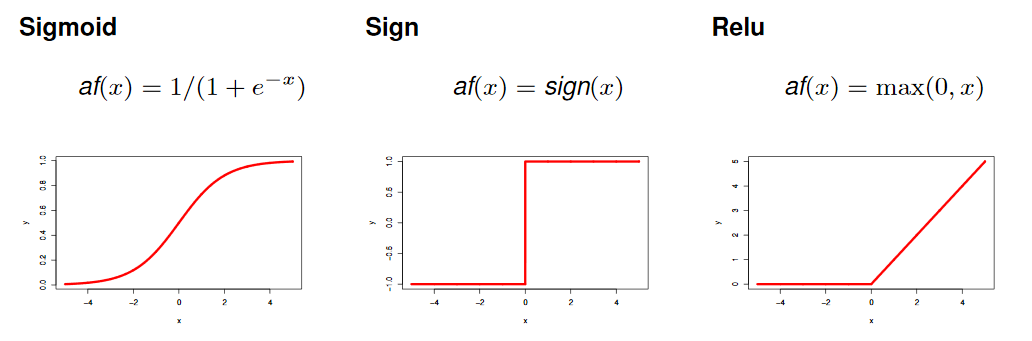 Sigmoid
af(x) = 1/(1 + e^{−x})
1.0
0.8
0.6
0.4
0.2
0.0
y
−4 −2 0 2 4
x
Sign
af(x) = sign(x)
1.0
0.6
0.0
−0.6
−1.0
y
−4 −2 0 2 4
x
Relu
af(x) = max(0, x)
5
4
3
2
1
0
y
−4 −2 0 2 4
x